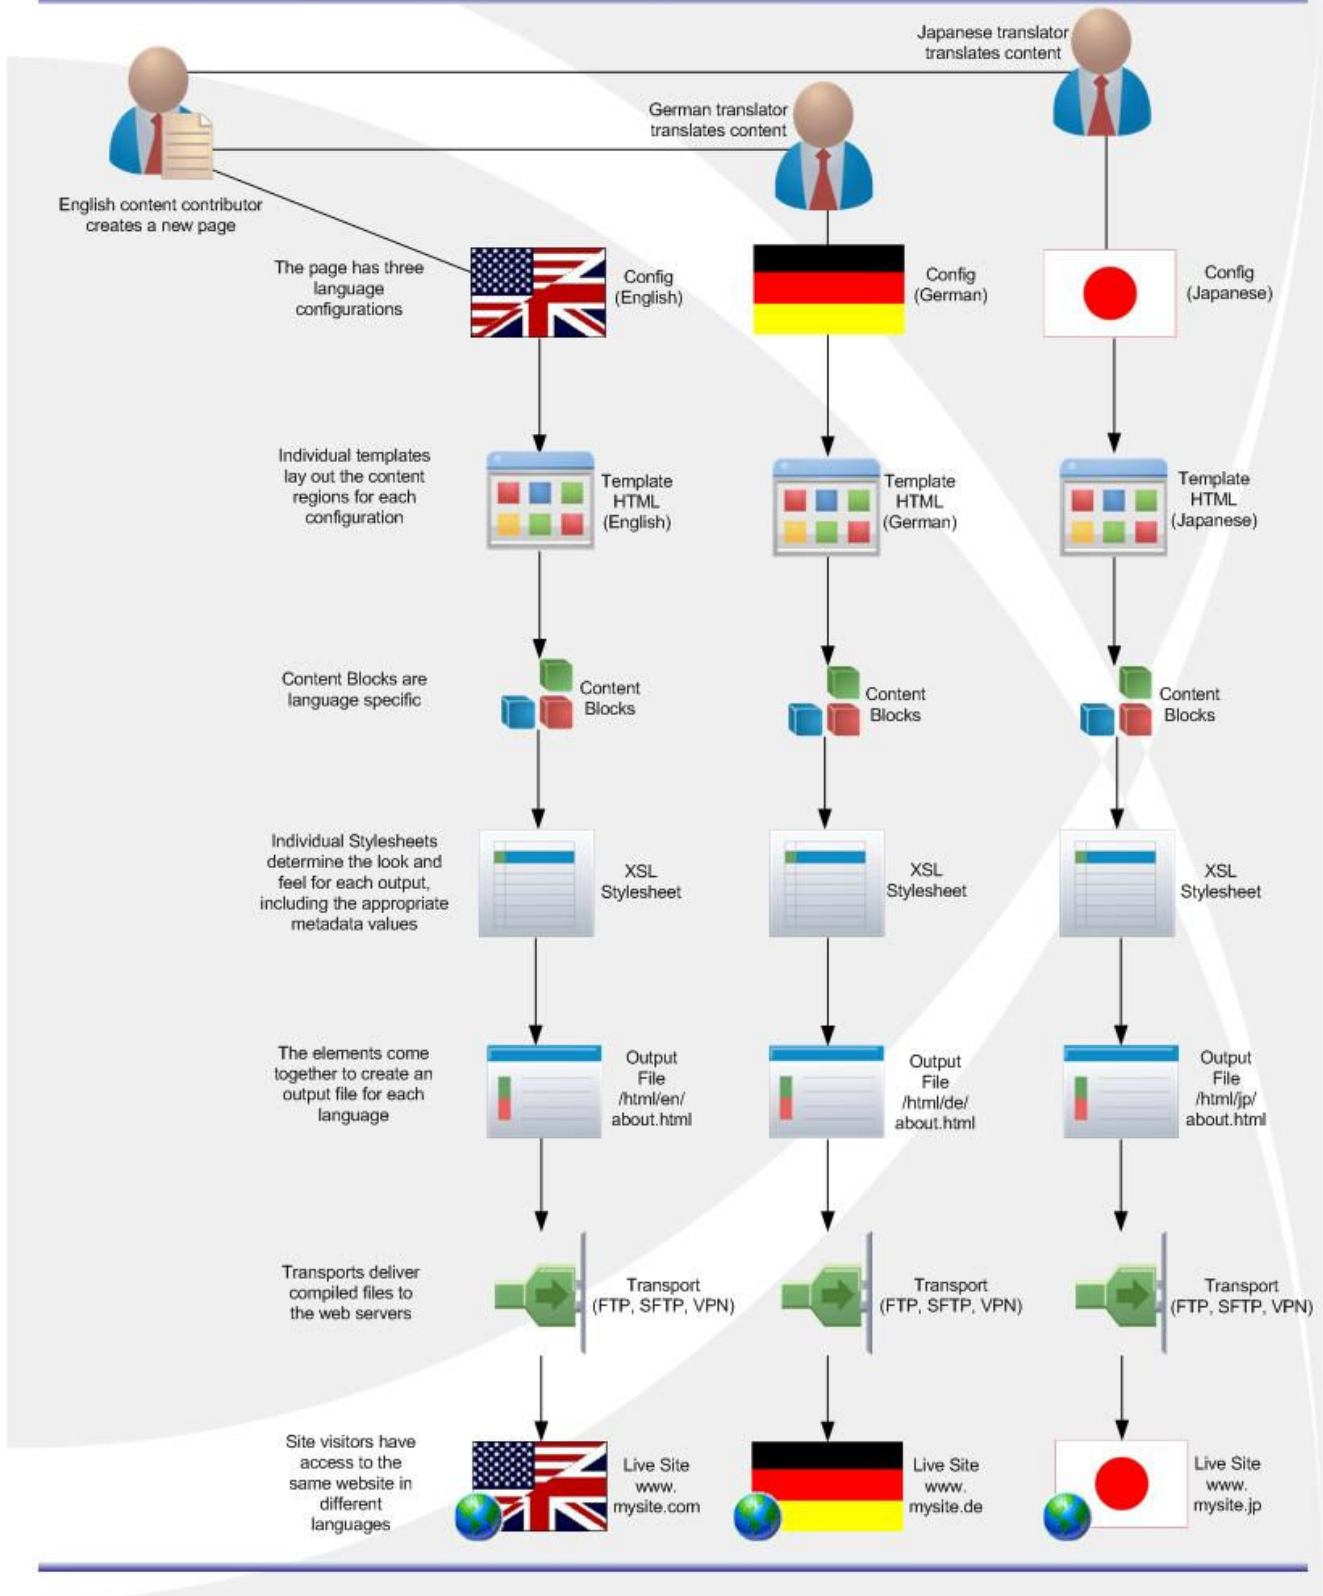 Japanese translator
translates content
German translator
translates content
English content contributor
creates a new page
The page has three
language
configurations
Config
(English)
Config
(German)
Config
(Japanese)
Individual templates
lay out the content
regions for each
configuration
Template
HTML
(English)
Template
HTML
(German)
Template
HTML
(Japanese)
Content Blocks are
language specific
Content
Blocks
Content
Blocks
Content
Blocks
Individual Stylesheets
determine the look and
feel for each output,
including the appropriate
metadata values
XSL
Stylesheet
XSL
Stylesheet
XSL
Stylesheet
The elements come
together to create an
output file for each
language
Output
File
/html/en/
about.html
Output
File
/html/de/
about.html
Output
File
/html/jp/
about.html
Transports deliver
compiled files to
the web servers
Transport
(FTP, SFTP, VPN)
Transport
(FTP, SFTP, VPN)
Transport
(FTP, SFTP, VPN)
Site visitors have
access to the
same website in
different
languages
Live Site
www.
mysite.com
Live Site
www.
mysite.de
Live Site
www.
mysite.jp